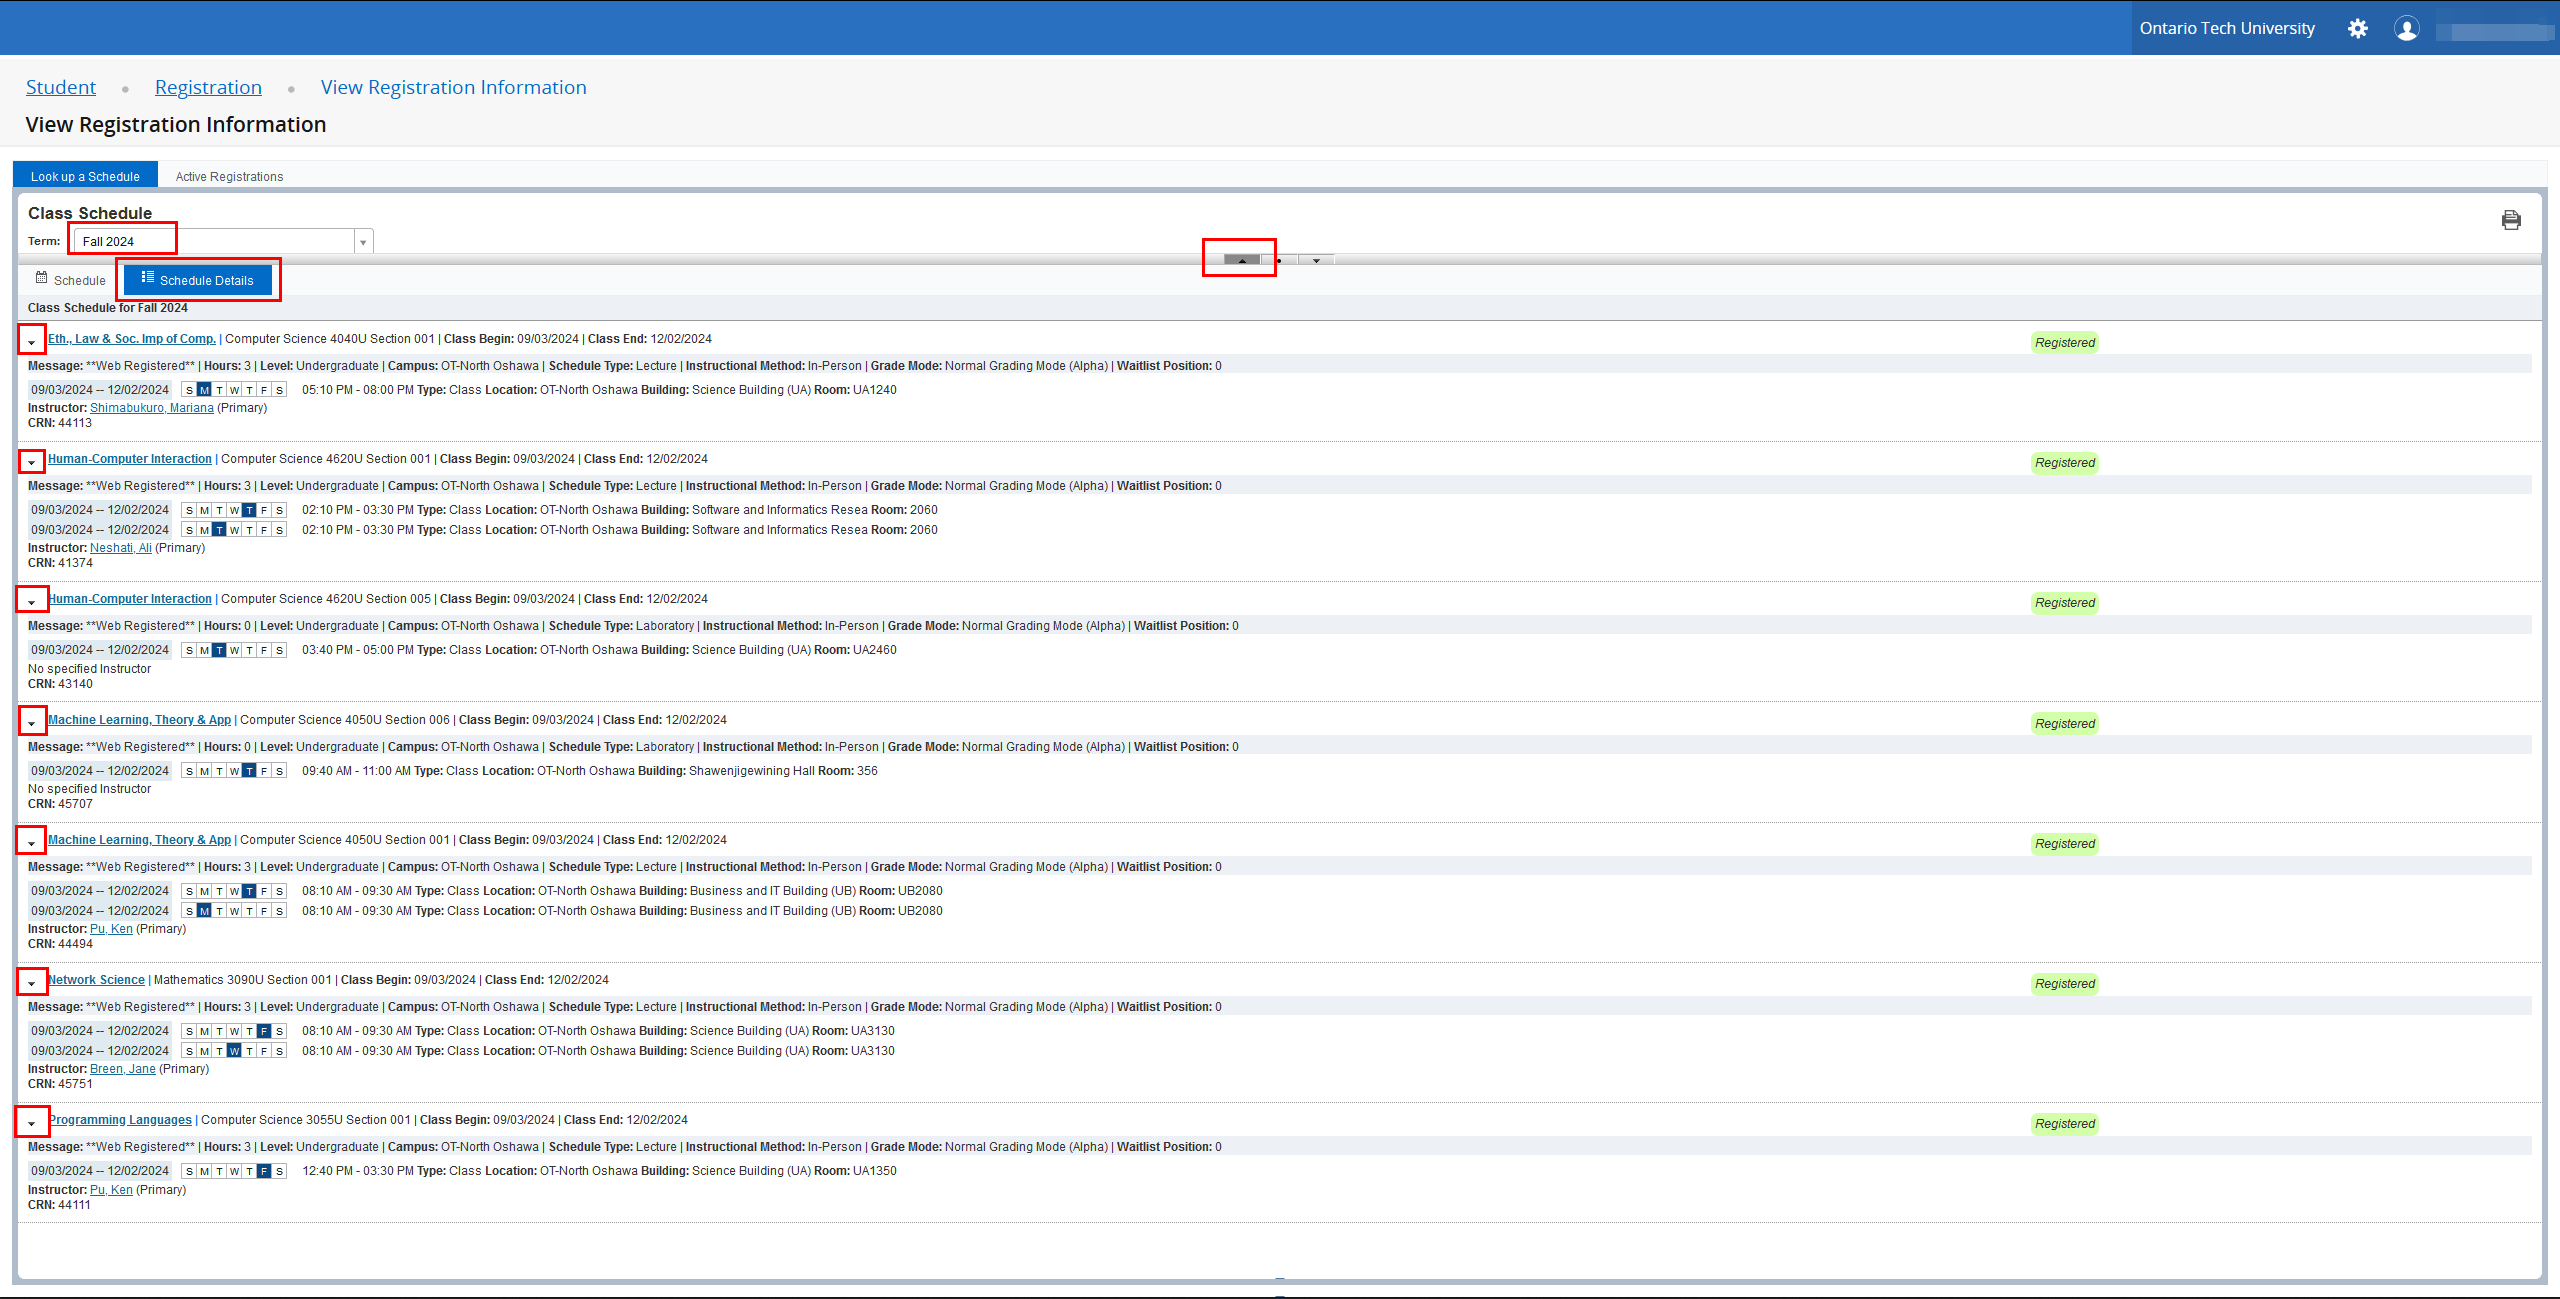 Ontario Tech University
Student • Registration • View Registration Information
View Registration Information
Look up a Schedule Active Registrations
Class Schedule
Term: Fall 2024
Schedule Schedule Details
Class Schedule for Fall 2024
Eth., Law & Soc. Imp of Comp. | Computer Science 4040U Section 001 | Class Begin: 09/03/2024 | Class End: 12/02/2024 Registered
Message: **Web Registered** | Hours: 3 | Level: Undergraduate | Campus: OT-North Oshawa | Schedule Type: Lecture | Instructional Method: In-Person | Grade Mode: Normal Grading Mode (Alpha) | Waitlist Position: 0
09/03/2024 -- 12/02/2024 S M T W T F S 05:10 PM - 08:00 PM Type: Class Location: OT-North Oshawa Building: Science Building (UA) Room: UA1240
Instructor: Shimabukuro, Mariana (Primary)
CRN: 44113
Human-Computer Interaction | Computer Science 4620U Section 001 | Class Begin: 09/03/2024 | Class End: 12/02/2024 Registered
Message: **Web Registered** | Hours: 3 | Level: Undergraduate | Campus: OT-North Oshawa | Schedule Type: Lecture | Instructional Method: In-Person | Grade Mode: Normal Grading Mode (Alpha) | Waitlist Position: 0
09/03/2024 -- 12/02/2024 S M T W T F S 02:10 PM - 03:30 PM Type: Class Location: OT-North Oshawa Building: Software and Informatics Resea Room: 2060
09/03/2024 -- 12/02/2024 S M T W T F S 02:10 PM - 03:30 PM Type: Class Location: OT-North Oshawa Building: Software and Informatics Resea Room: 2060
Instructor: Neshati, Ali (Primary)
CRN: 41374
Human-Computer Interaction | Computer Science 4620U Section 005 | Class Begin: 09/03/2024 | Class End: 12/02/2024 Registered
Message: **Web Registered** | Hours: 0 | Level: Undergraduate | Campus: OT-North Oshawa | Schedule Type: Laboratory | Instructional Method: In-Person | Grade Mode: Normal Grading Mode (Alpha) | Waitlist Position: 0
09/03/2024 -- 12/02/2024 S M T W T F S 03:40 PM - 05:00 PM Type: Class Location: OT-North Oshawa Building: Science Building (UA) Room: UA2460
No specified Instructor
CRN: 43140
Machine Learning, Theory & App | Computer Science 4050U Section 006 | Class Begin: 09/03/2024 | Class End: 12/02/2024 Registered
Message: **Web Registered** | Hours: 0 | Level: Undergraduate | Campus: OT-North Oshawa | Schedule Type: Laboratory | Instructional Method: In-Person | Grade Mode: Normal Grading Mode (Alpha) | Waitlist Position: 0
09/03/2024 -- 12/02/2024 S M T W T F S 09:40 AM - 11:00 AM Type: Class Location: OT-North Oshawa Building: Shawenjigewining Hall Room: 356
No specified Instructor
CRN: 45707
Machine Learning, Theory & App | Computer Science 4050U Section 001 | Class Begin: 09/03/2024 | Class End: 12/02/2024 Registered
Message: **Web Registered** | Hours: 3 | Level: Undergraduate | Campus: OT-North Oshawa | Schedule Type: Lecture | Instructional Method: In-Person | Grade Mode: Normal Grading Mode (Alpha) | Waitlist Position: 0
09/03/2024 -- 12/02/2024 S M T W T F S 08:10 AM - 09:30 AM Type: Class Location: OT-North Oshawa Building: Business and IT Building (UB) Room: UB2080
09/03/2024 -- 12/02/2024 S M T W T F S 08:10 AM - 09:30 AM Type: Class Location: OT-North Oshawa Building: Business and IT Building (UB) Room: UB2080
Instructor: Pu, Ken (Primary)
CRN: 44494
Network Science | Mathematics 3090U Section 001 | Class Begin: 09/03/2024 | Class End: 12/02/2024 Registered
Message: **Web Registered** | Hours: 3 | Level: Undergraduate | Campus: OT-North Oshawa | Schedule Type: Lecture | Instructional Method: In-Person | Grade Mode: Normal Grading Mode (Alpha) | Waitlist Position: 0
09/03/2024 -- 12/02/2024 S M T W T F S 08:10 AM - 09:30 AM Type: Class Location: OT-North Oshawa Building: Science Building (UA) Room: UA3130
09/03/2024 -- 12/02/2024 S M T W T F S 08:10 AM - 09:30 AM Type: Class Location: OT-North Oshawa Building: Science Building (UA) Room: UA3130
Instructor: Breen, Jane (Primary)
CRN: 45751
Programming Languages | Computer Science 3055U Section 001 | Class Begin: 09/03/2024 | Class End: 12/02/2024 Registered
Message: **Web Registered** | Hours: 3 | Level: Undergraduate | Campus: OT-North Oshawa | Schedule Type: Lecture | Instructional Method: In-Person | Grade Mode: Normal Grading Mode (Alpha) | Waitlist Position: 0
09/03/2024 -- 12/02/2024 S M T W T F S 12:40 PM - 03:30 PM Type: Class Location: OT-North Oshawa Building: Science Building (UA) Room: UA1350
Instructor: Pu, Ken (Primary)
CRN: 44111